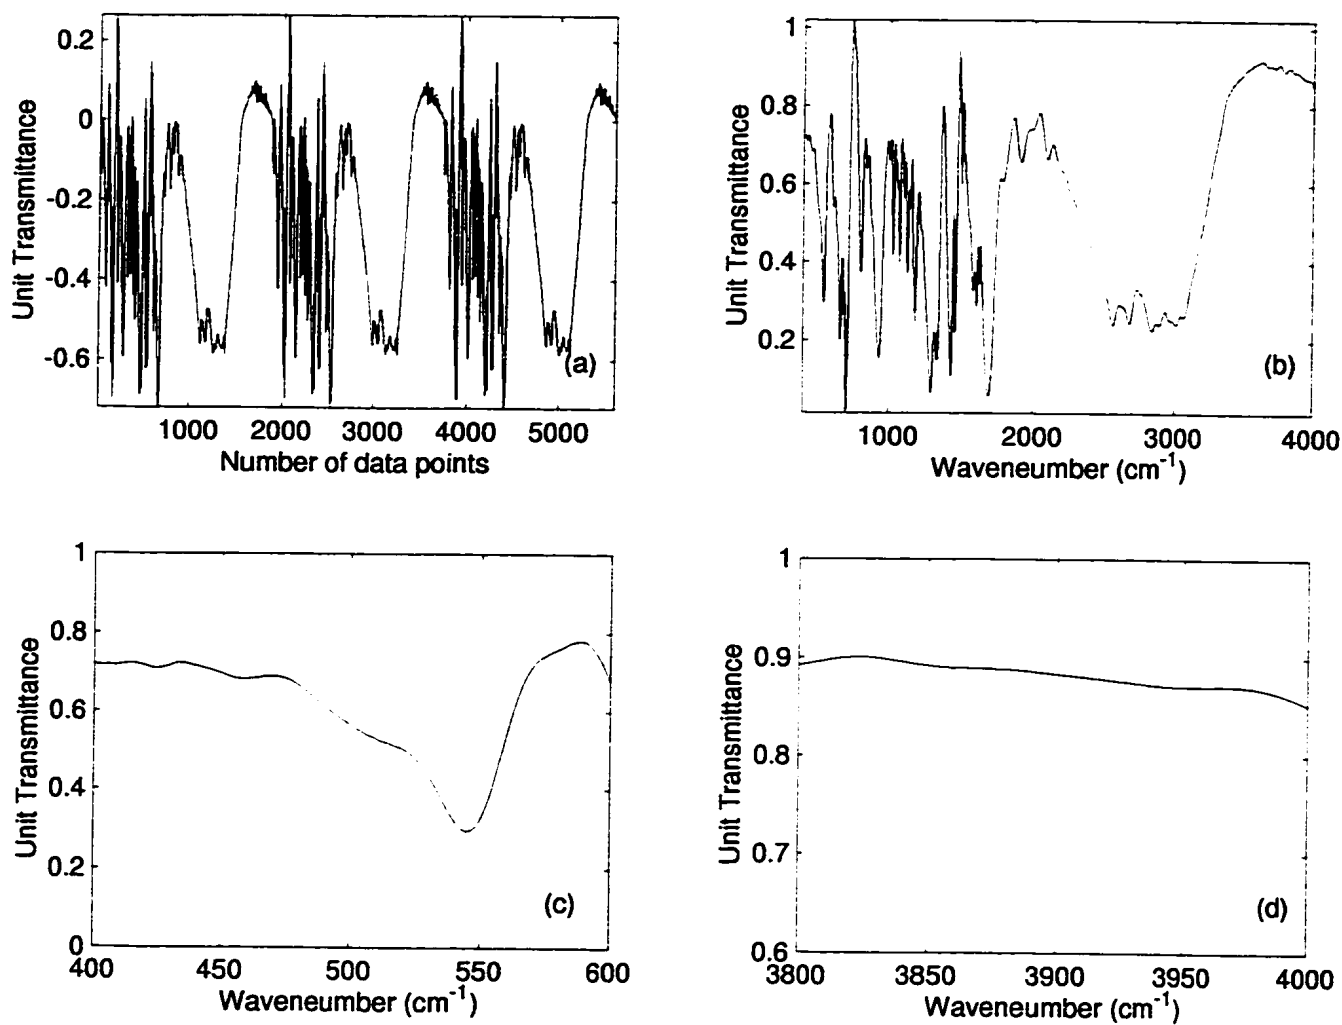 0.2
0
-0.2
-0.4
-0.6
Unit Transmittance
(a)
1000 2000 3000 4000 5000
Number of data points
1
0.8
0.6
0.4
0.2
Unit Transmittance
(b)
1000 2000 3000 4000
Waveneumber (cm-1)
1
0.8
0.6
0.4
0.2
0
Unit Transmittance
(c)
400 450 500 550 600
Waveneumber (cm-1)
1
0.9
0.8
0.7
0.6
Unit Transmittance
(d)
3800 3850 3900 3950 4000
Waveneumber (cm-1)